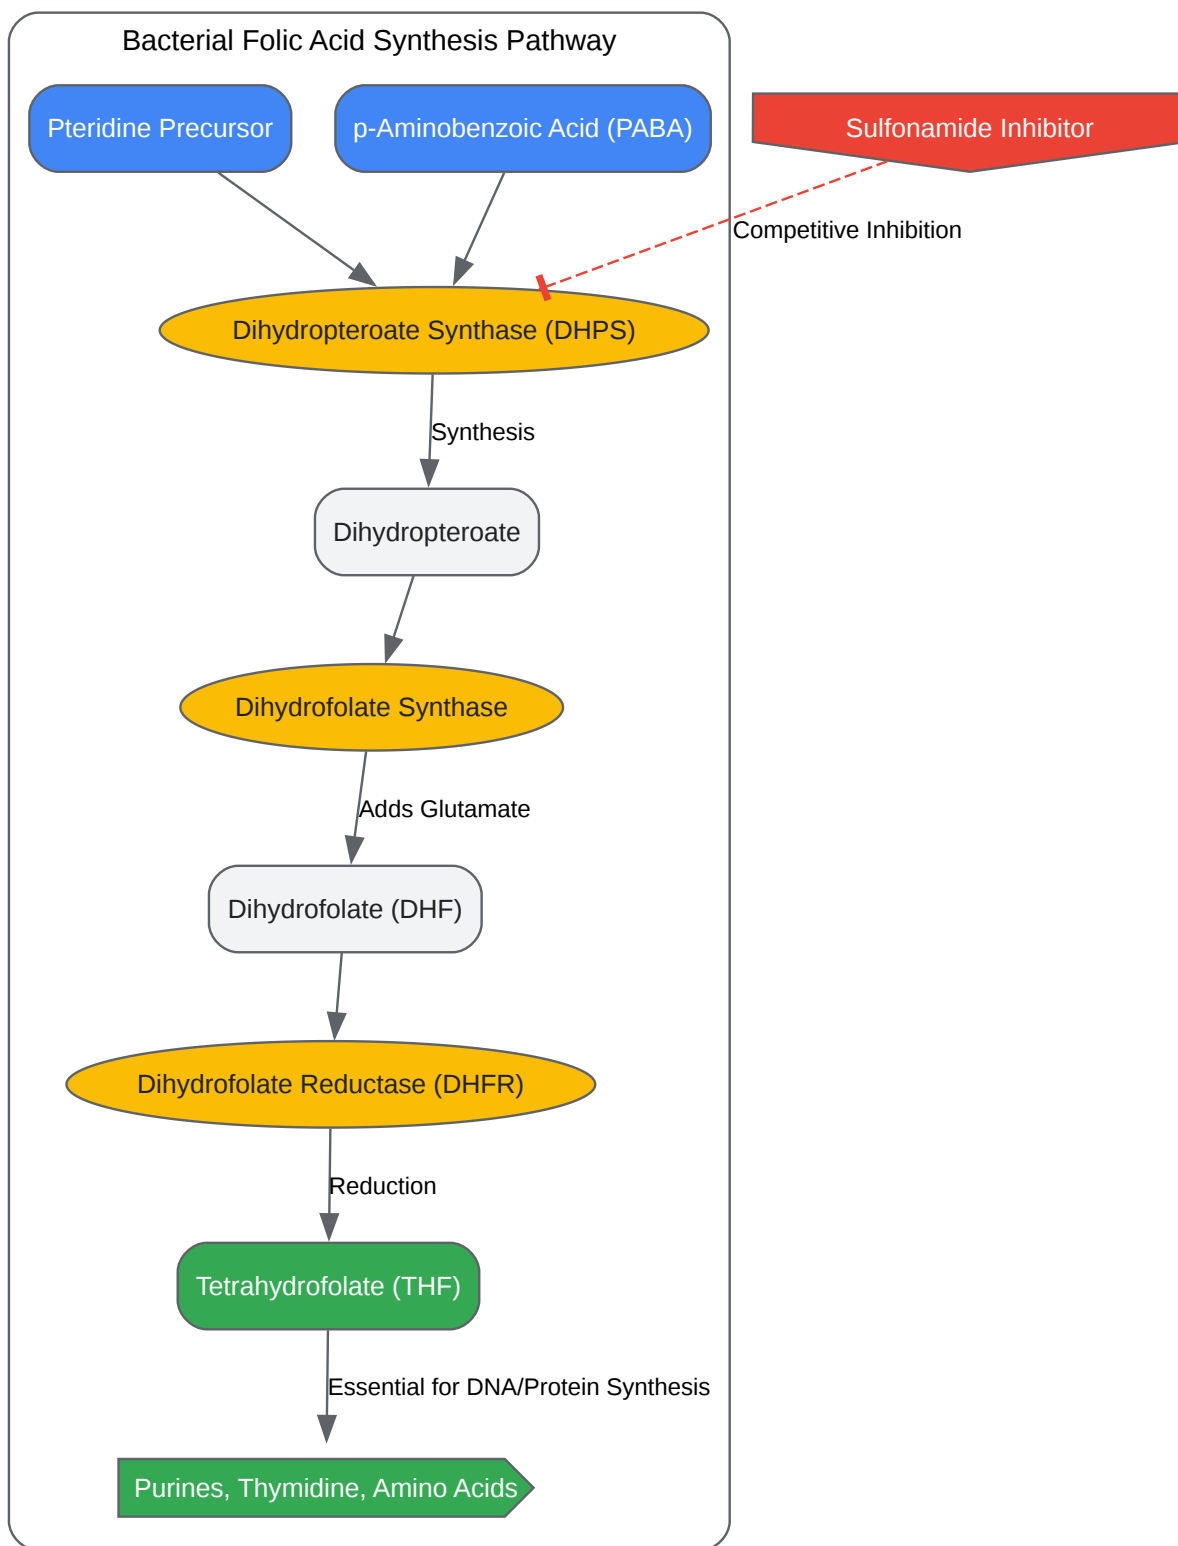 Bacterial Folic Acid Synthesis Pathway
Pteridine Precursor
p-Aminobenzoic Acid (PABA)
Sulfonamide Inhibitor
Competitive Inhibition
Dihydropteroate Synthase (DHPS)
Synthesis
Dihydropteroate
Dihydrofolate Synthase
Adds Glutamate
Dihydrofolate (DHF)
Dihydrofolate Reductase (DHFR)
Reduction
Tetrahydrofolate (THF)
Essential for DNA/Protein Synthesis
Purines, Thymidine, Amino Acids